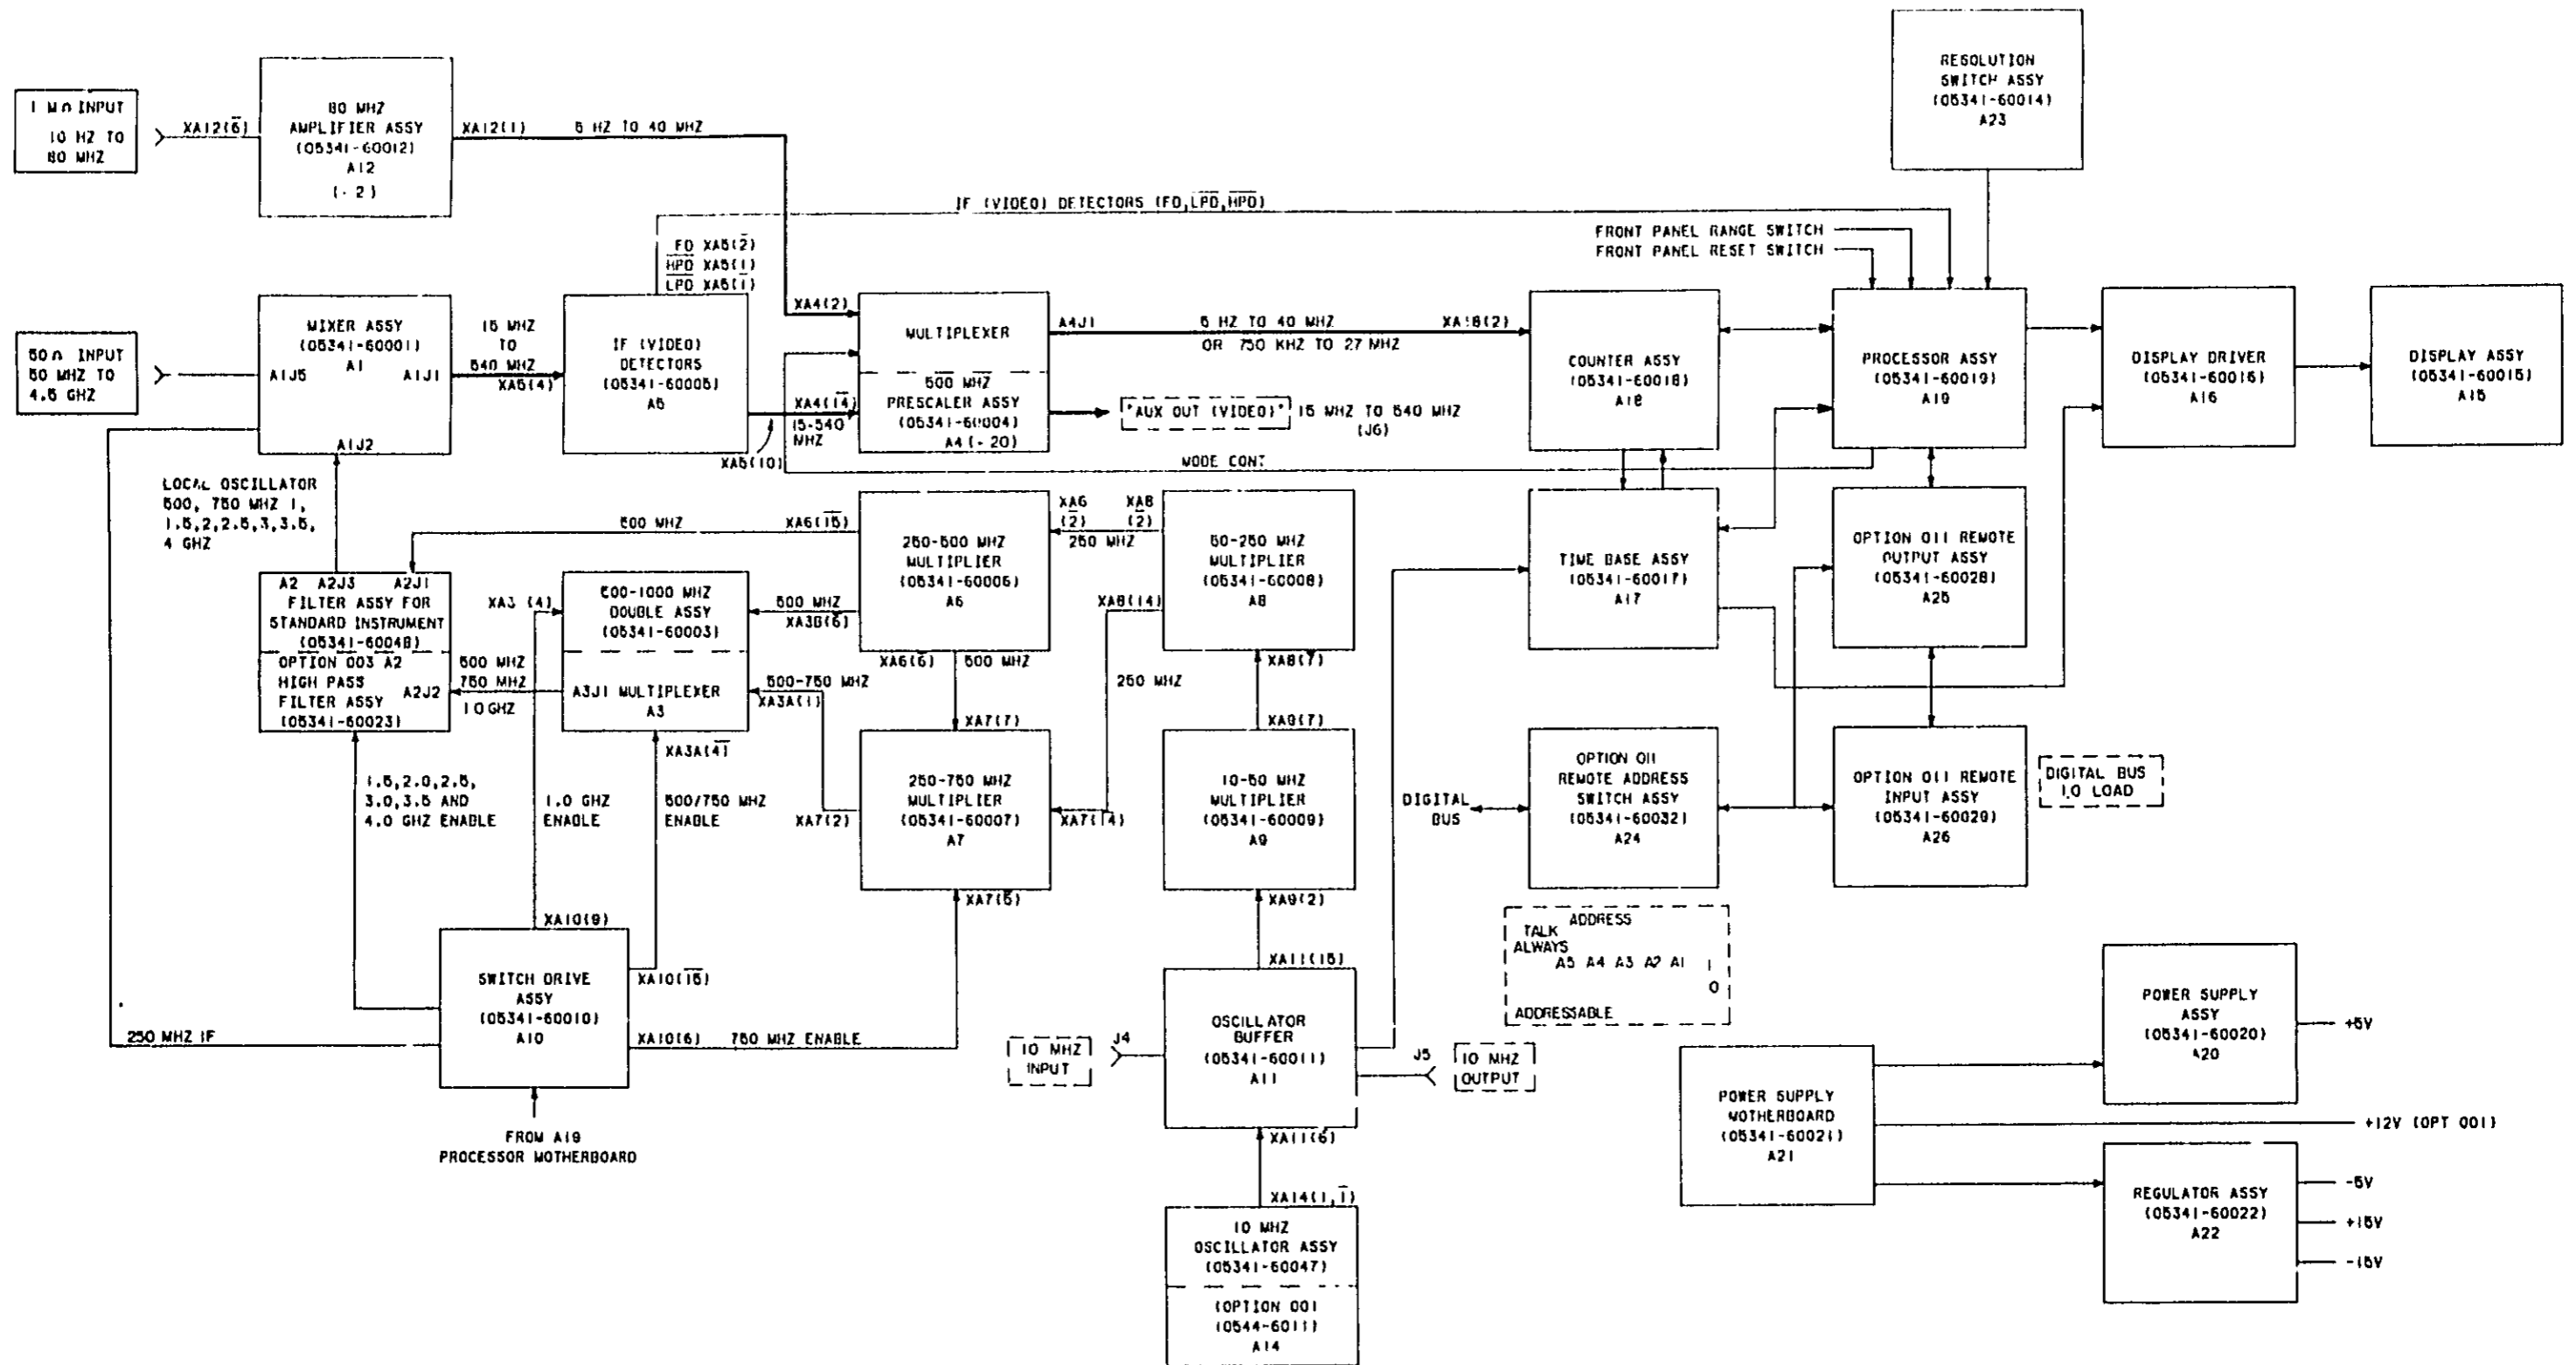 1 MΩ INPUT
10 HZ TO
80 MHZ
XA12(6̅)
80 MHZ
AMPLIFIER ASSY
(05341-60012)
A12
(÷2)
XA12(1)
5 HZ TO 40 MHZ
RESOLUTION
SWITCH ASSY
(05341-60014)
A23
IF (VIDEO) DETECTORS (FD,L̅P̅D̅,H̅P̅D̅)
FD XA5(2̅)
H̅P̅D̅ XA5(1)
L̅P̅D̅ XA5(1̅)
FRONT PANEL RANGE SWITCH
FRONT PANEL RESET SWITCH
50Ω INPUT
50 MHZ TO
4.5 GHZ
MIXER ASSY
(05341-60001)
A1
A1J5
A1J1
A1J2
15 MHZ
TO
540 MHZ
XA5(4)
IF (VIDEO)
DETECTORS
(05341-60005)
A5
XA4(2)
XA4(1̅4̅)
15-540
MHZ
XA5(10)
MULTIPLEXER
500 MHZ
PRESCALER ASSY
(05341-60004)
A4 (÷20)
A4J1
5 HZ TO 40 MHZ
OR 750 KHZ TO 27 MHZ
XA18(2)
"AUX OUT (VIDEO)" 15 MHZ TO 540 MHZ
(J6)
MODE CONT
COUNTER ASSY
(05341-60018)
A18
PROCESSOR ASSY
(05341-60019)
A19
DISPLAY DRIVER
(05341-60016)
A16
DISPLAY ASSY
(05341-60015)
A15
LOCAL OSCILLATOR
500, 750 MHZ 1,
1.5,2,2.5,3,3.5,
4 GHZ
500 MHZ
XA6(1̅5̅)
250-500 MHZ
MULTIPLIER
(05341-60006)
A6
XA6
(2̅)
XA8
(2̅)
250 MHZ
50-250 MHZ
MULTIPLIER
(05341-60008)
A8
TIME BASE ASSY
(05341-60017)
A17
OPTION 011 REMOTE
OUTPUT ASSY
(05341-60028)
A25
A2 A2J3 A2J1
FILTER ASSY FOR
STANDARD INSTRUMENT
(05341-60048)
OPTION 003 A2
HIGH PASS
FILTER ASSY
(05341-60023)
A2J2
500 MHZ
750 MHZ
1.0 GHZ
XA3 (4)
500-1000 MHZ
DOUBLE ASSY
(05341-60003)
A3J1 MULTIPLEXER
A3
500 MHZ
XA3B(6̅)
500-750 MHZ
XA3A(1)
XA3A(4̅)
XA6(6̅)
500 MHZ
XA8(14)
250 MHZ
XA8(7̅)
XA7(7)
XA9(7)
1.5,2.0,2.5,
3.0,3.5 AND
4.0 GHZ ENABLE
1.0 GHZ
ENABLE
500/750 MHZ
ENABLE
XA7(2)
250-750 MHZ
MULTIPLIER
(05341-60007)
A7
XA7(14)
XA7(5̅)
10-50 MHZ
MULTIPLIER
(05341-60009)
A9
XA9(2)
DIGITAL
BUS
OPTION 011
REMOTE ADDRESS
SWITCH ASSY
(05341-60032)
A24
OPTION 011 REMOTE
INPUT ASSY
(05341-60029)
A26
DIGITAL BUS
I.O LOAD
XA10(9)
SWITCH DRIVE
ASSY
(05341-60010)
A10
XA10(1̅5̅)
XA10(6)
750 MHZ ENABLE
250 MHZ IF
FROM A19
PROCESSOR MOTHERBOARD
XA11(15)
10 MHZ
INPUT
J4
OSCILLATOR
BUFFER
(05341-60011)
A11
J5
10 MHZ
OUTPUT
XA11(6̅)
XA14(1,1̅)
10 MHZ
OSCILLATOR ASSY
(05341-60047)
(OPTION 001
(0544-6011)
A14
ADDRESS
TALK
ALWAYS
A5 A4 A3 A2 A1 1
0
ADDRESSABLE
POWER SUPPLY
MOTHERBOARD
(05341-60021)
A21
POWER SUPPLY
ASSY
(05341-60020)
A20
+5V
+12V (OPT 001)
REGULATOR ASSY
(05341-60022)
A22
-5V
+15V
-15V